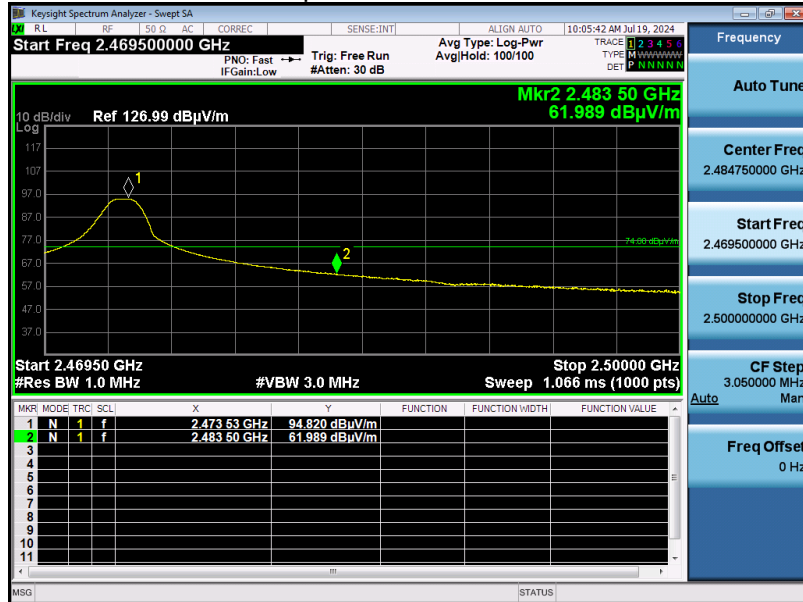 Keysight Spectrum Analyzer - Swept SA
LXI RL RF 50 Ω AC CORREC SENSE:INT ALIGN AUTO 10:05:42 AM Jul 19, 2024
Start Freq 2.469500000 GHz
PNO: Fast
IFGain:Low
Trig: Free Run
#Atten: 30 dB
Avg Type: Log-Pwr
Avg|Hold: 100/100
TRACE 1 2 3 4 5 6
TYPE M WWWWW
DET P N N N N N
Mkr2 2.483 50 GHz
61.989 dBµV/m
10 dB/div Ref 126.99 dBµV/m
Log
117
107
97.0
87.0
77.0
67.0
57.0
47.0
37.0
1
2
74.00 dBµV/m
Start 2.46950 GHz Stop 2.50000 GHz
#Res BW 1.0 MHz #VBW 3.0 MHz Sweep 1.066 ms (1000 pts)
MKR MODE TRC SCL X Y FUNCTION FUNCTION WIDTH FUNCTION VALUE
1 N 1 f 2.473 53 GHz 94.820 dBµV/m
2 N 1 f 2.483 50 GHz 61.989 dBµV/m
3
4
5
6
7
8
9
10
11
MSG STATUS
Frequency
Auto Tune
Center Freq
2.484750000 GHz
Start Freq
2.469500000 GHz
Stop Freq
2.500000000 GHz
CF Step
3.050000 MHz
Auto Man
Freq Offset
0 Hz